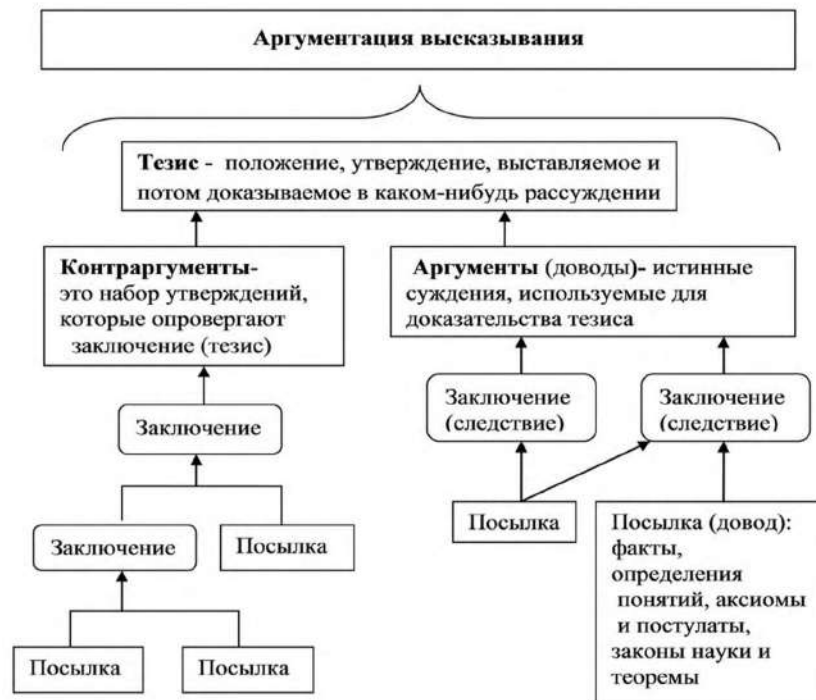 Аргументация высказывания
Тезис - положение, утверждение, выставляемое и
потом доказываемое в каком-нибудь рассуждении
Контраргументы-
это набор утверждений,
которые опровергают
заключение (тезис)
Аргументы (доводы)- истинные
суждения, используемые для
доказательства тезиса
Заключение
(следствие)
Заключение
(следствие)
Заключение
Посылка
Посылка (довод):
факты,
определения
понятий, аксиомы
и постулаты,
законы науки и
теоремы
Заключение
Посылка
Посылка
Посылка